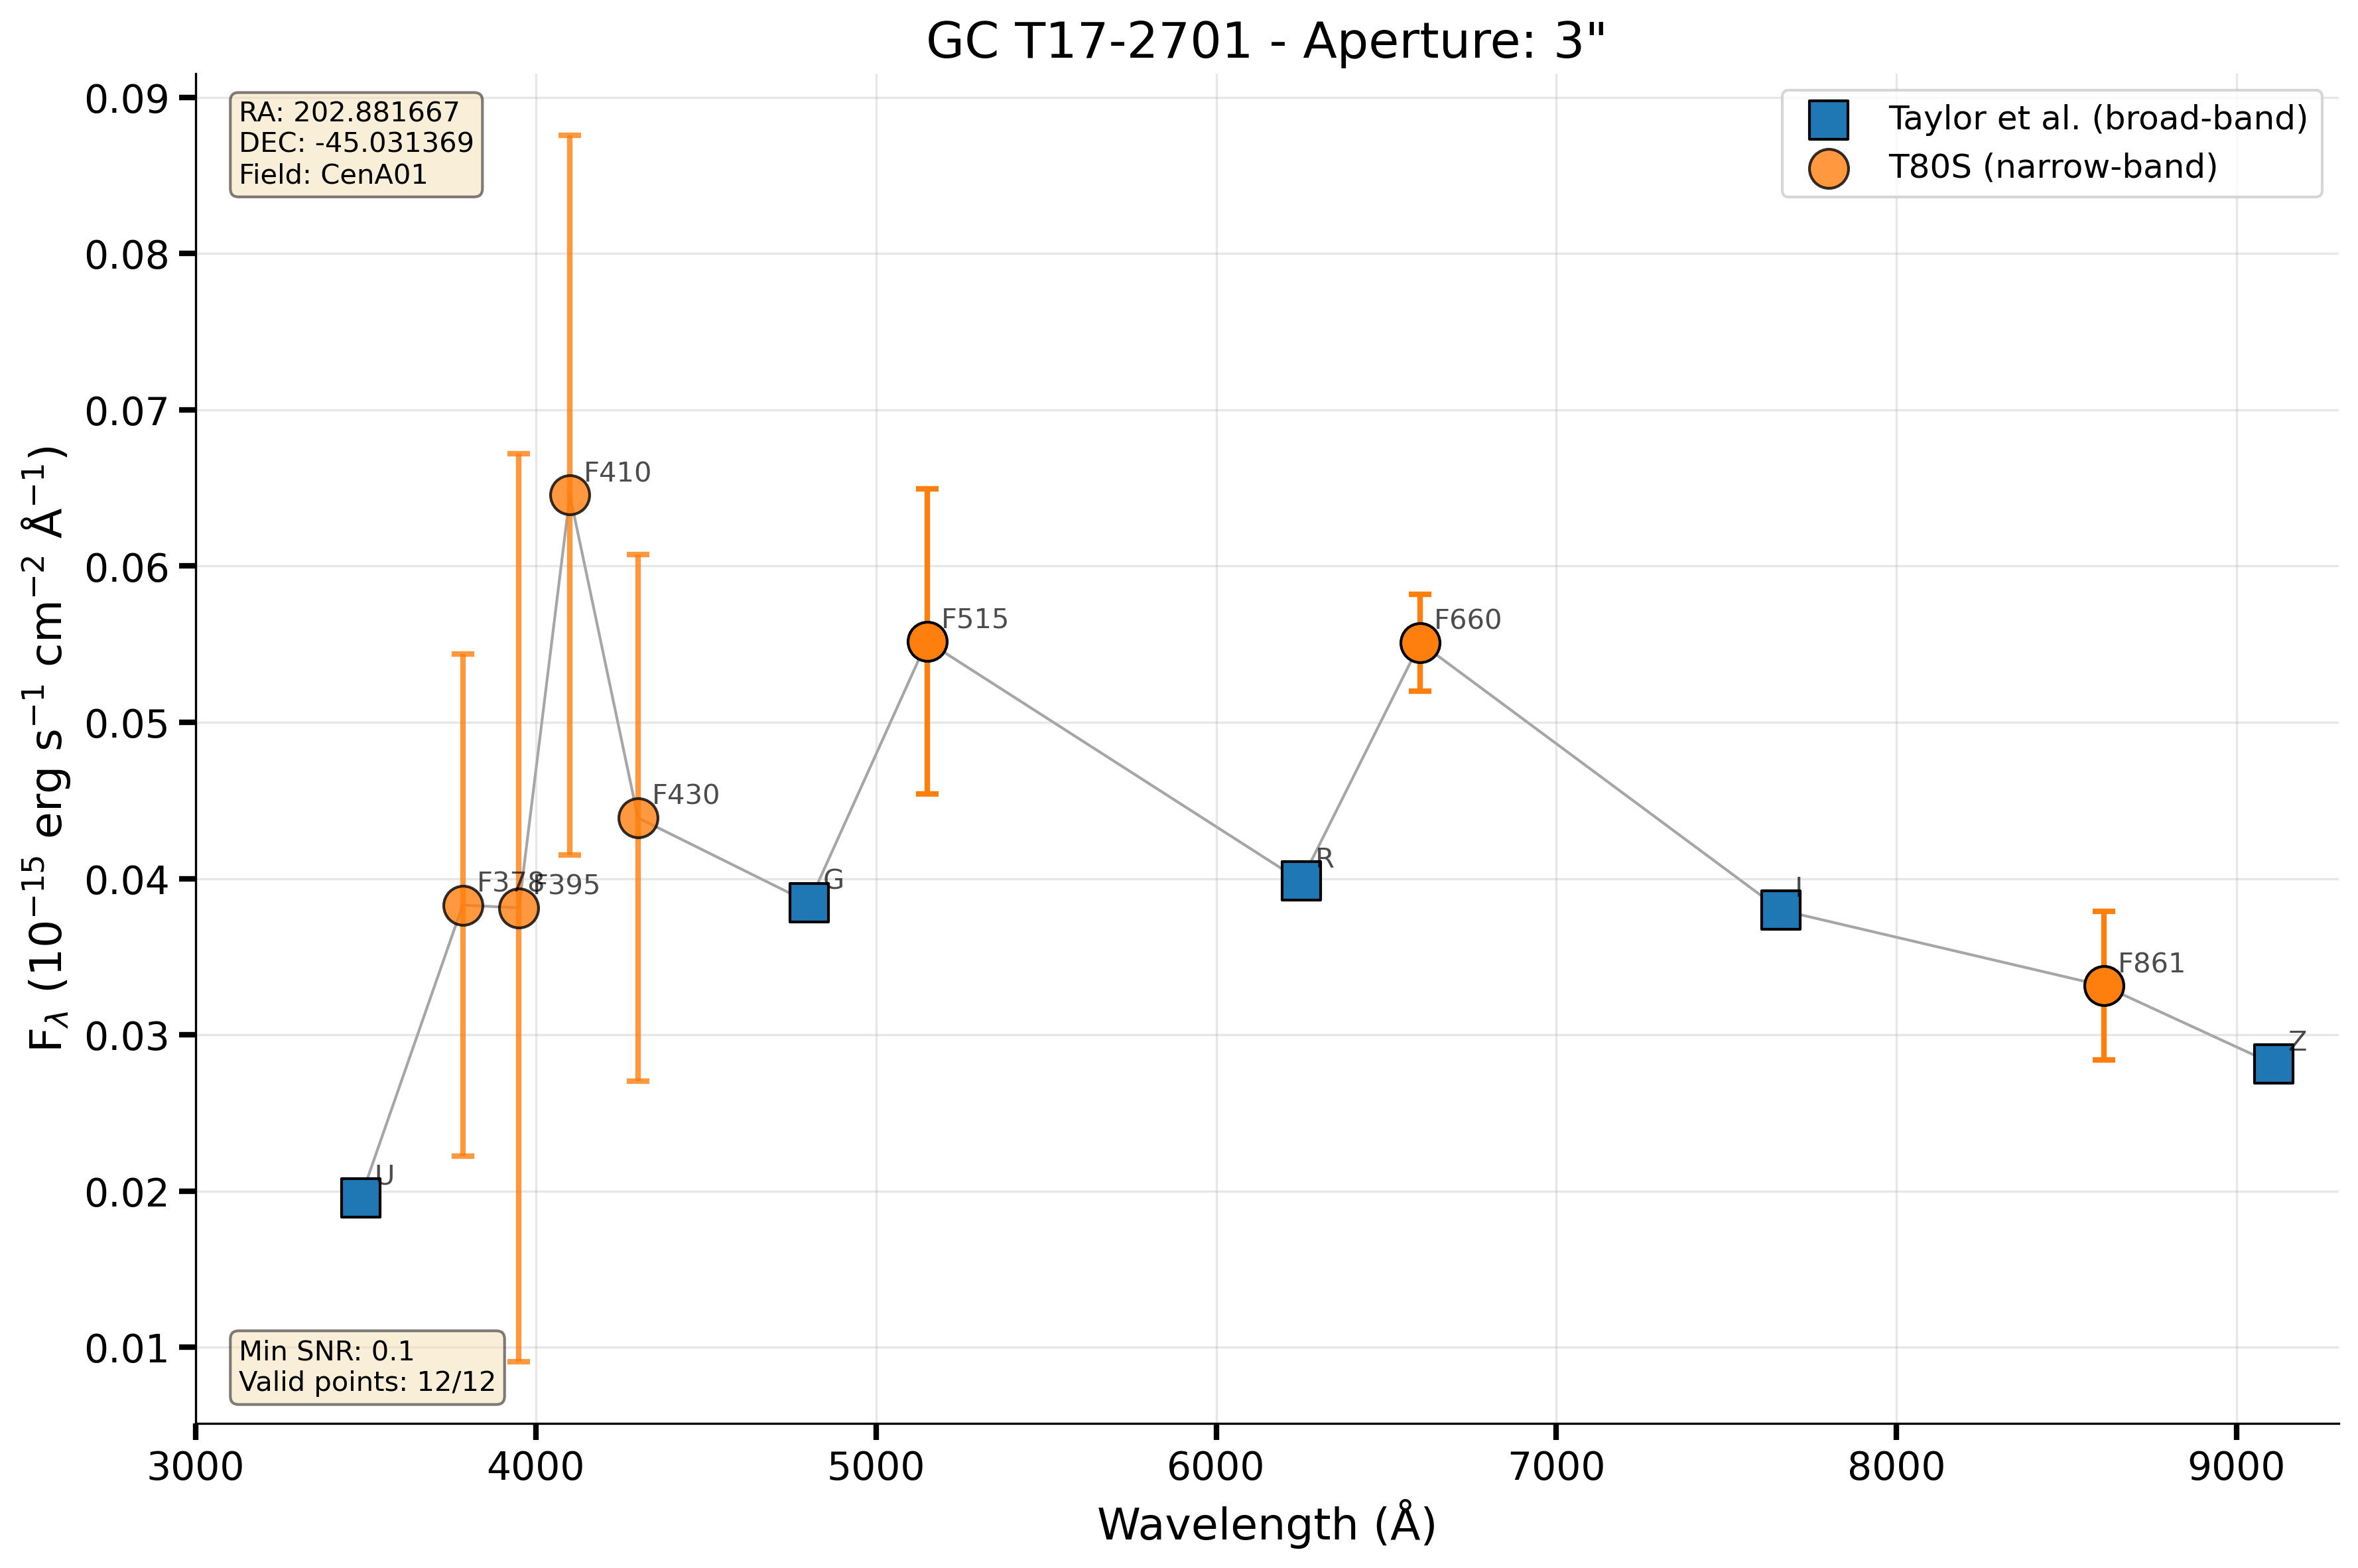 GC T17-2701 - Aperture: 3"
RA: 202.881667
DEC: -45.031369
Field: CenA01
Taylor et al. (broad-band)
T80S (narrow-band)
0.09
0.08
0.07
0.06
0.05
0.04
0.03
0.02
0.01
F$_{\lambda}$ (10$^{-15}$ erg s$^{-1}$ cm$^{-2}$ Å$^{-1}$)
U
F378
F395
F410
F430
G
F515
R
F660
I
F861
Z
Min SNR: 0.1
Valid points: 12/12
3000 4000 5000 6000 7000 8000 9000
Wavelength (Å)